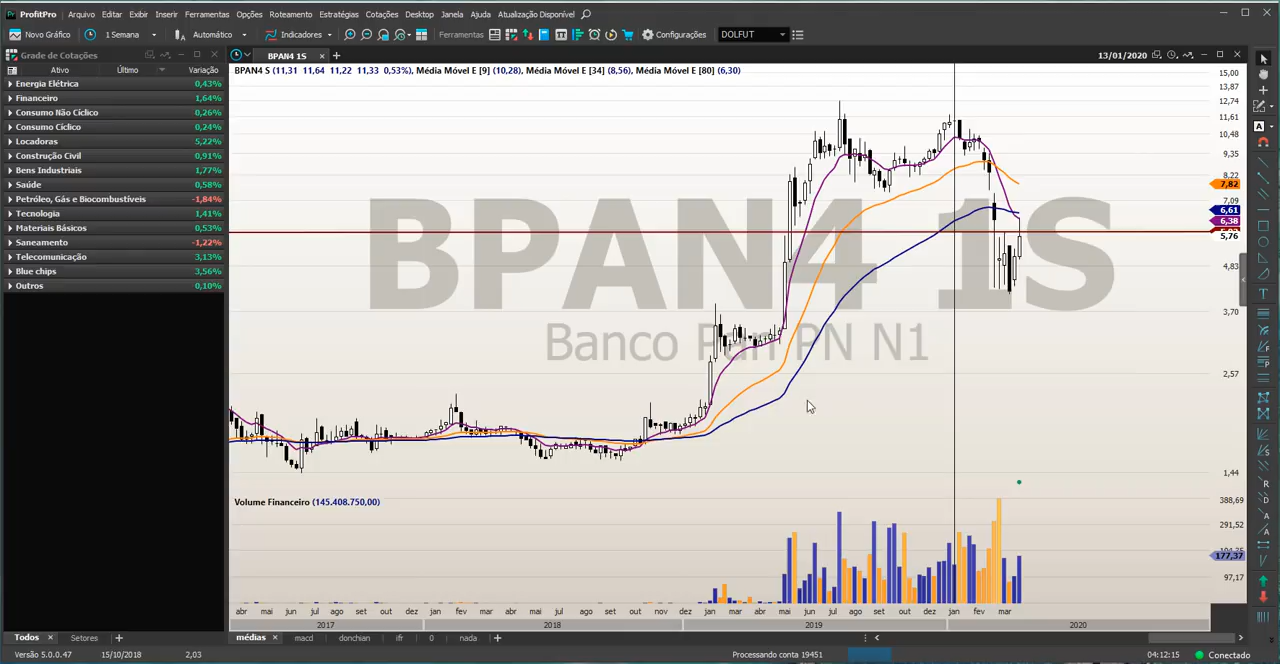 ProfitPro Arquivo Editar Exibir Inserir Ferramentas Opções Roteamento Estratégias Cotações Desktop Janela Ajuda Atualização Disponível
Novo Gráfico 1 Semana Automático Indicadores Ferramentas Configurações DOLFUT
Grade de Cotações
Ativo Último Variação
Energia Elétrica 0,43%
Financeiro 1,64%
Consumo Não Cíclico 0,26%
Consumo Cíclico 0,24%
Locadoras 5,22%
Construção Civil 0,91%
Bens Industriais 1,77%
Saúde 0,58%
Petróleo, Gás e Biocombustíveis -1,84%
Tecnologia 1,41%
Materiais Básicos 0,53%
Saneamento -1,22%
Telecomunicação 3,13%
Blue chips 3,56%
Outros 0,10%
Todos Setores
BPAN4 1S 13/01/2020
BPAN4 S (11,31 11,64 11,22 11,33 0,53%), Média Móvel E [9] (10,28), Média Móvel E [34] (8,56), Média Móvel E [80] (6,30)
BPAN4 1S
Banco Pan PN N1
15,00
13,87
12,74
11,61
10,48
9,35
8,22
7,82
7,09
6,61
6,38
5,76
4,83
3,70
2,57
1,44
Volume Financeiro (145.408.750,00)
388,69
291,52
177,37
97,17
abr mai jun jul ago set out dez jan fev mar abr mai jun jul ago set out nov dez jan mar abr mai jun jul ago set out dez jan fev mar
2017 2018 2019 2020
médias macd donchian ifr 0 nada
Versão 5.0.0.47 15/10/2018 2,03 Processando conta 19451 04:12:15 Conectado